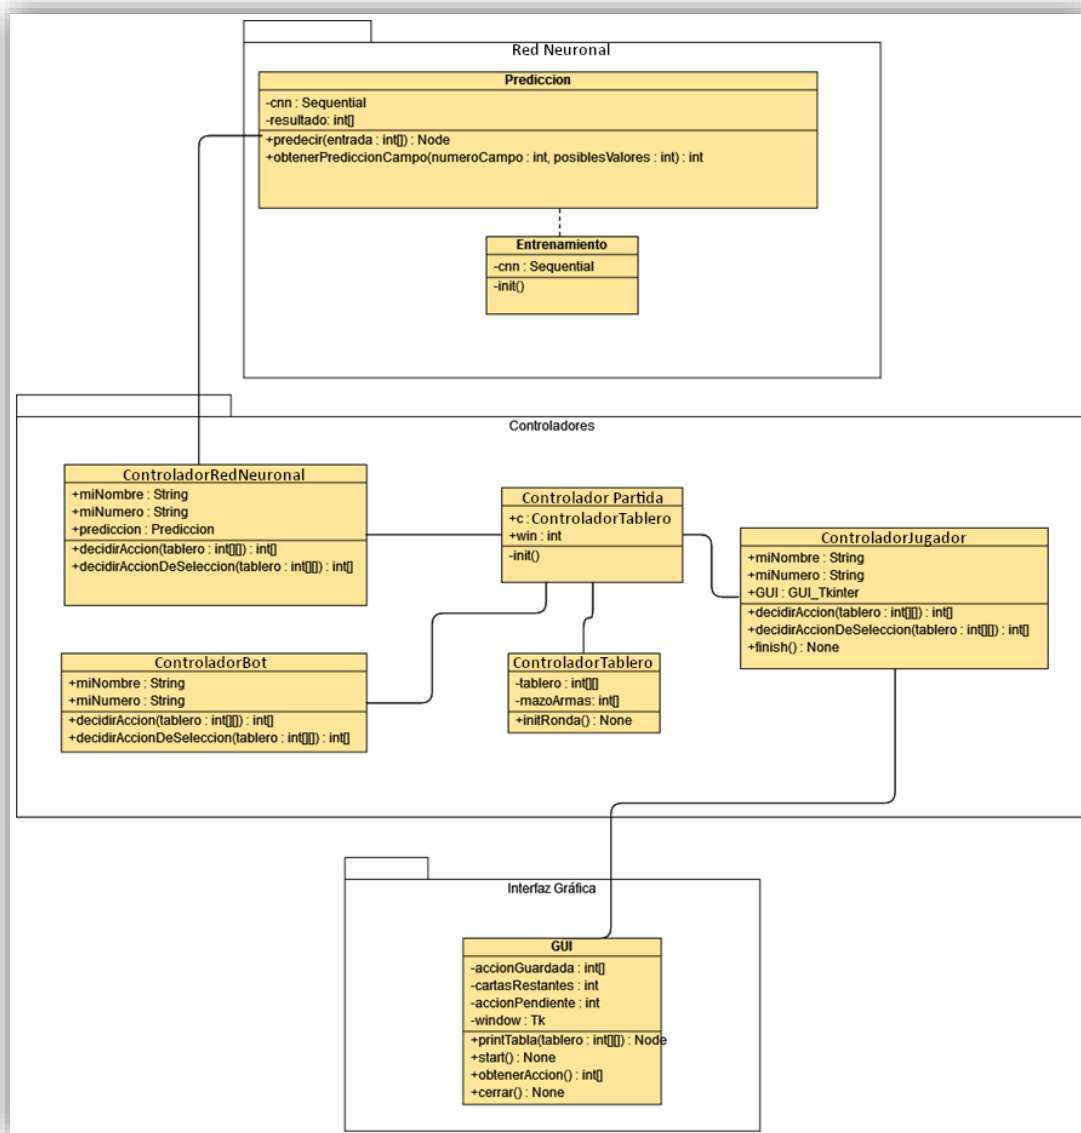 Red Neuronal
Prediccion
-cnn : Sequential
-resultado: int[]
+predecir(entrada : int[]) : Node
+obtenerPrediccionCampo(numeroCampo : int, posiblesValores : int) : int
Entrenamiento
-cnn : Sequential
-init()
Controladores
ControladorRedNeuronal
+miNombre : String
+miNumero : String
+prediccion : Prediccion
+decidirAccion(tablero : int[][]) : int[]
+decidirAccionDeSeleccion(tablero : int[][]) : int[]
Controlador Partida
+c : ControladorTablero
+win : int
-init()
ControladorJugador
+miNombre : String
+miNumero : String
+GUI : GUI_Tkinter
+decidirAccion(tablero : int[][]) : int[]
+decidirAccionDeSeleccion(tablero : int[][]) : int[]
+finish() : None
ControladorBot
+miNombre : String
+miNumero : String
+decidirAccion(tablero : int[][]) : int[]
+decidirAccionDeSeleccion(tablero : int[][]) : int[]
ControladorTablero
-tablero : int[][]
-mazoArmas: int[]
+initRonda() : None
Interfaz Gráfica
GUI
-accionGuardada : int[]
-cartasRestantes : int
-accionPendiente : int
-window : Tk
+printTabla(tablero : int[][]) : Node
+start() : None
+obtenerAccion() : int[]
+cerrar() : None